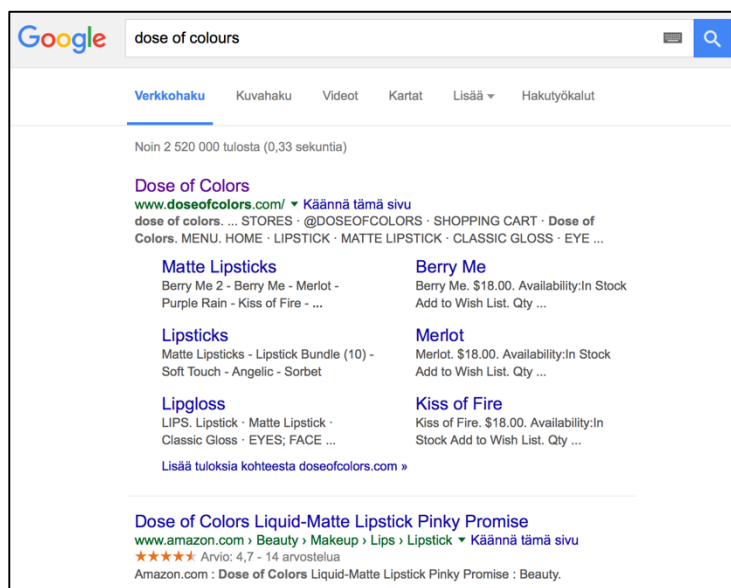 Google
dose of colours
Verkkohaku Kuvahaku Videot Kartat Lisää Hakutyökalut
Noin 2 520 000 tulosta (0,33 sekuntia)
Dose of Colors
www.doseofcolors.com/ Käännä tämä sivu
dose of colors. ... STORES · @DOSEOFCOLORS · SHOPPING CART · Dose of
Colors. MENU. HOME · LIPSTICK · MATTE LIPSTICK · CLASSIC GLOSS · EYE ...
Matte Lipsticks
Berry Me 2 - Berry Me - Merlot -
Purple Rain - Kiss of Fire - ...
Berry Me
Berry Me. $18.00. Availability:In Stock
Add to Wish List. Qty ...
Lipsticks
Matte Lipsticks - Lipstick Bundle (10) -
Soft Touch - Angelic - Sorbet
Merlot
Merlot. $18.00. Availability:In Stock
Add to Wish List. Qty ...
Lipgloss
LIPS. Lipstick · Matte Lipstick ·
Classic Gloss · EYES; FACE ...
Kiss of Fire
Kiss of Fire. $18.00. Availability:In
Stock Add to Wish List. Qty ...
Lisää tuloksia kohteesta doseofcolors.com »
Dose of Colors Liquid-Matte Lipstick Pinky Promise
www.amazon.com › Beauty › Makeup › Lips › Lipstick Käännä tämä sivu
Arvio: 4,7 - 14 arvostelua
Amazon.com : Dose of Colors Liquid-Matte Lipstick Pinky Promise : Beauty.